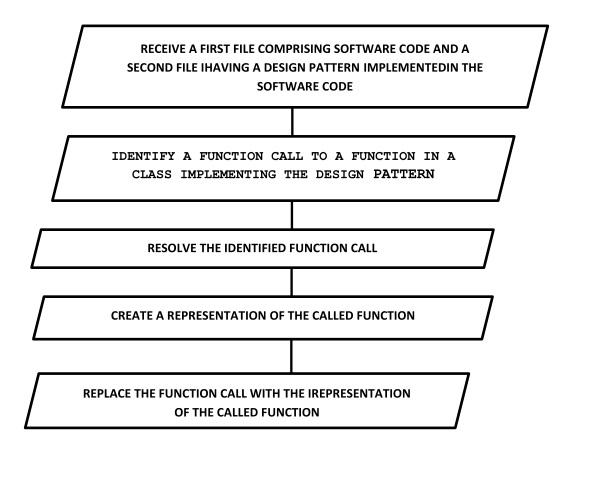 RECEIVE A FIRST FILE COMPRISING SOFTWARE CODE AND A
SECOND FILE IHAVING A DESIGN PATTERN IMPLEMENTEDIN THE
SOFTWARE CODE
IDENTIFY A FUNCTION CALL TO A FUNCTION IN A
CLASS IMPLEMENTING THE DESIGN PATTERN
RESOLVE THE IDENTIFIED FUNCTION CALL
CREATE A REPRESENTATION OF THE CALLED FUNCTION
REPLACE THE FUNCTION CALL WITH THE IREPRESENTATION
OF THE CALLED FUNCTION